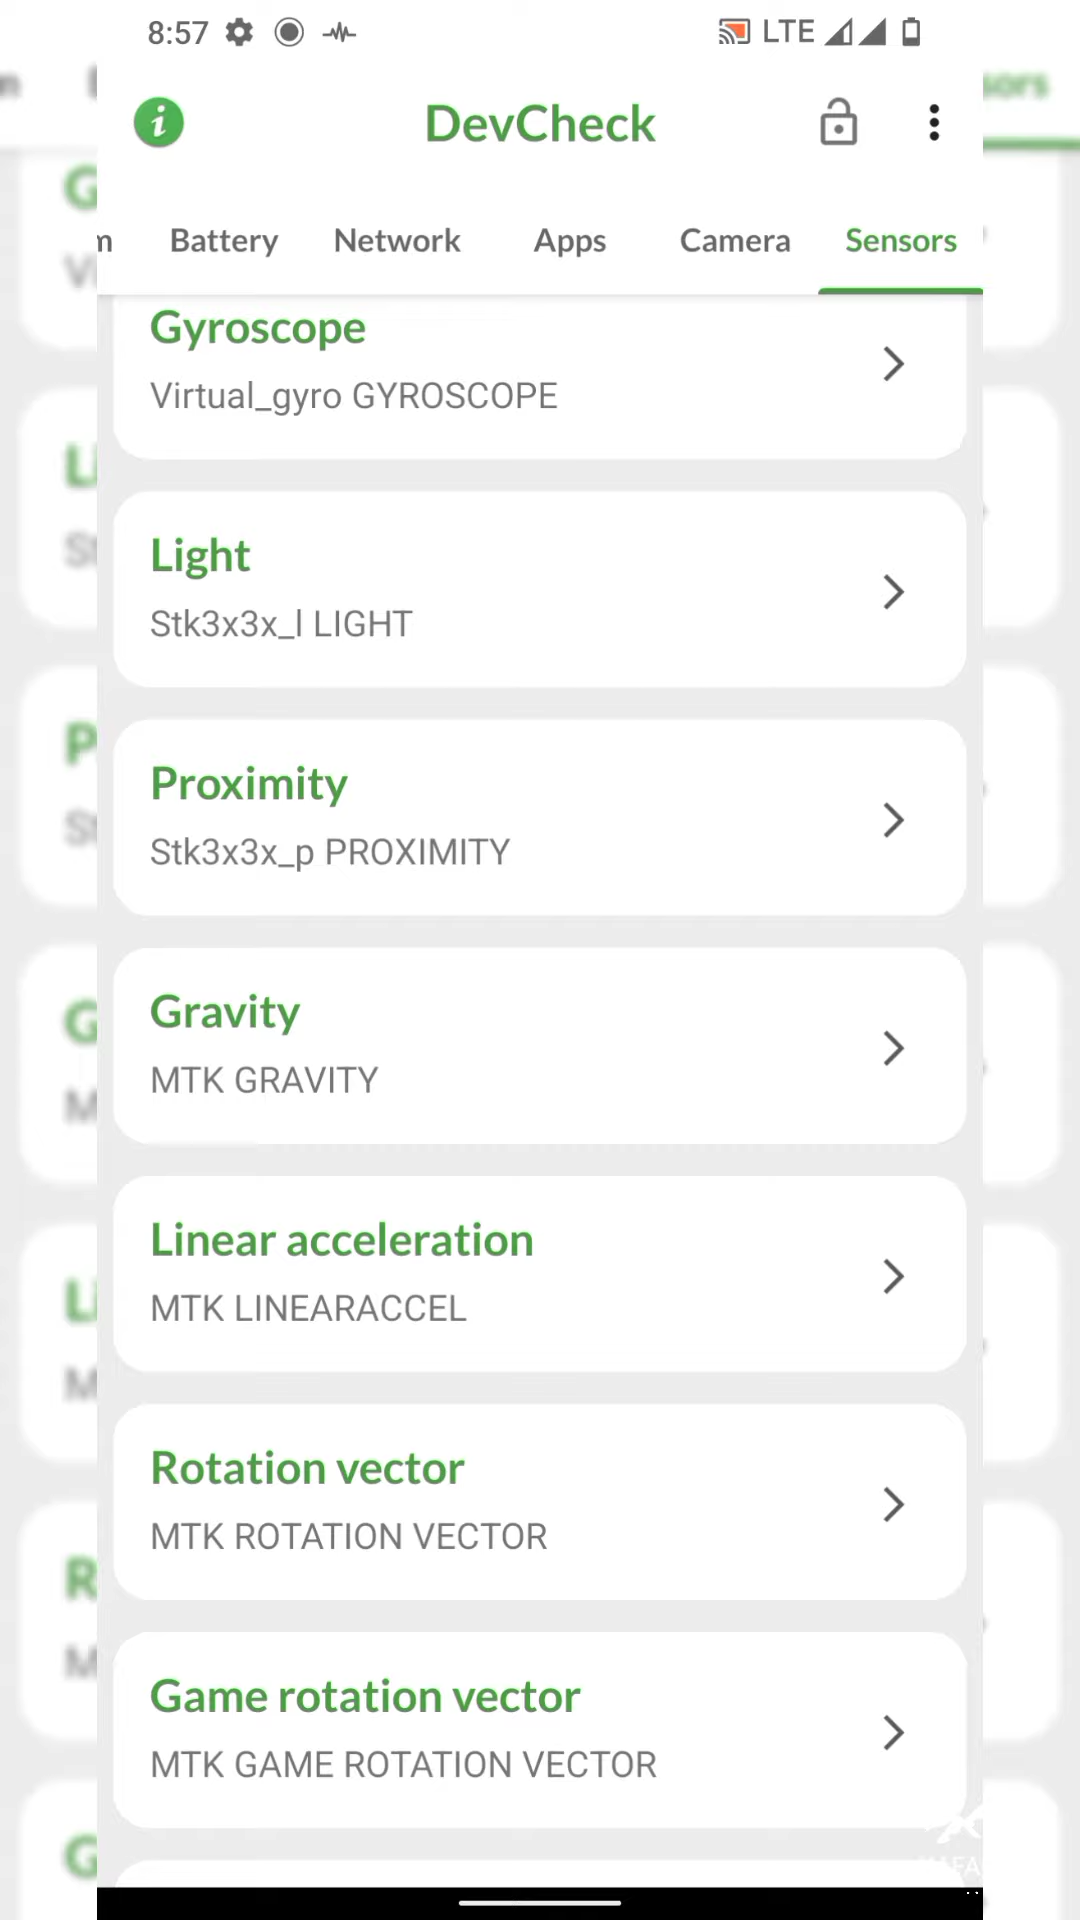 8:57 LTE
DevCheck
m Battery Network Apps Camera Sensors
Gyroscope
Virtual_gyro GYROSCOPE
Light
Stk3x3x_l LIGHT
Proximity
Stk3x3x_p PROXIMITY
Gravity
MTK GRAVITY
Linear acceleration
MTK LINEARACCEL
Rotation vector
MTK ROTATION VECTOR
Game rotation vector
MTK GAME ROTATION VECTOR